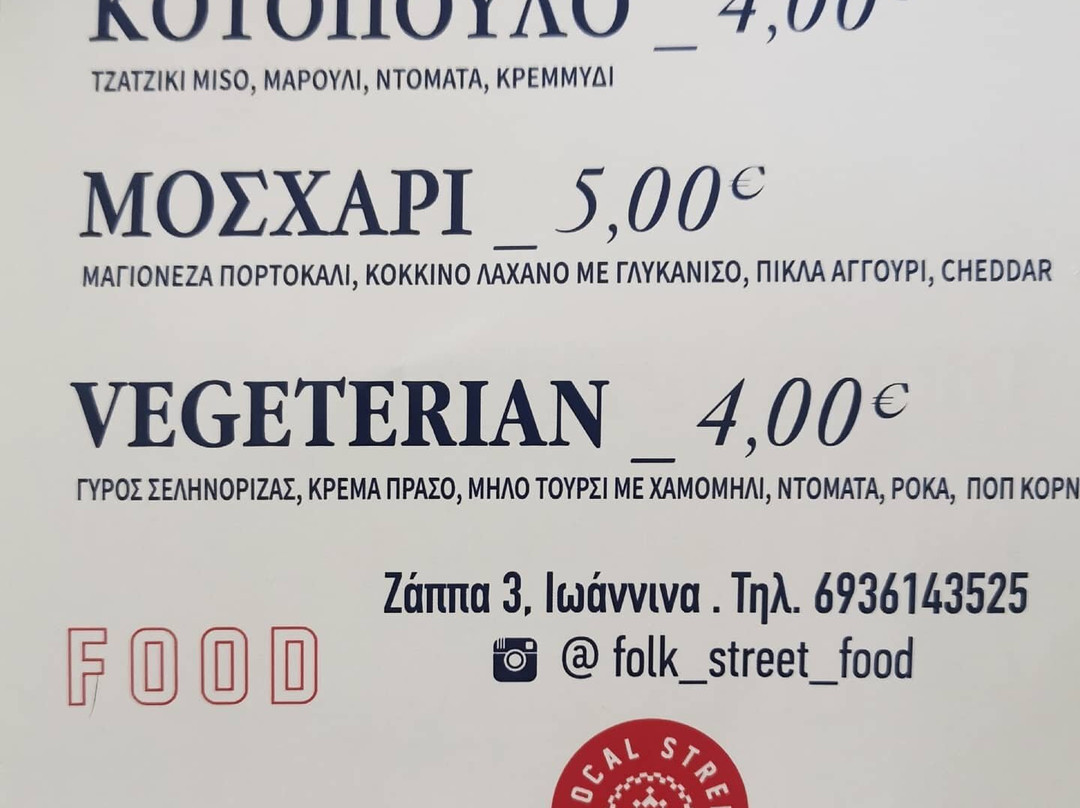 ΚΟΤΟΠΟΥΛΟ _ 4,00
TZATZIKI MISO, ΜΑΡΟΥΛΙ, ΝΤΟΜΑΤΑ, ΚΡΕΜΜΥΔΙ
ΜΟΣΧΑΡΙ _ 5,00€
ΜΑΓΙΟΝΕΖΑ ΠΟΡΤΟΚΑΛΙ, ΚΟΚΚΙΝΟ ΛΑΧΑΝΟ ΜΕ ΓΛΥΚΑΝΙΣΟ, ΠΙΚΛΑ ΑΓΓΟΥΡΙ, CHEDDAR
VEGETERIAN _ 4,00€
ΓΥΡΟΣ ΣΕΛΗΝΟΡΙΖΑΣ, ΚΡΕΜΑ ΠΡΑΣΟ, ΜΗΛΟ ΤΟΥΡΣΙ ΜΕ ΧΑΜΟΜΗΛΙ, ΝΤΟΜΑΤΑ, ΡΟΚΑ, ΠΟΠ ΚΟΡΝ
Ζάππα 3, Ιωάννινα . Τηλ. 6936143525
@ folk_street_food
FOOD